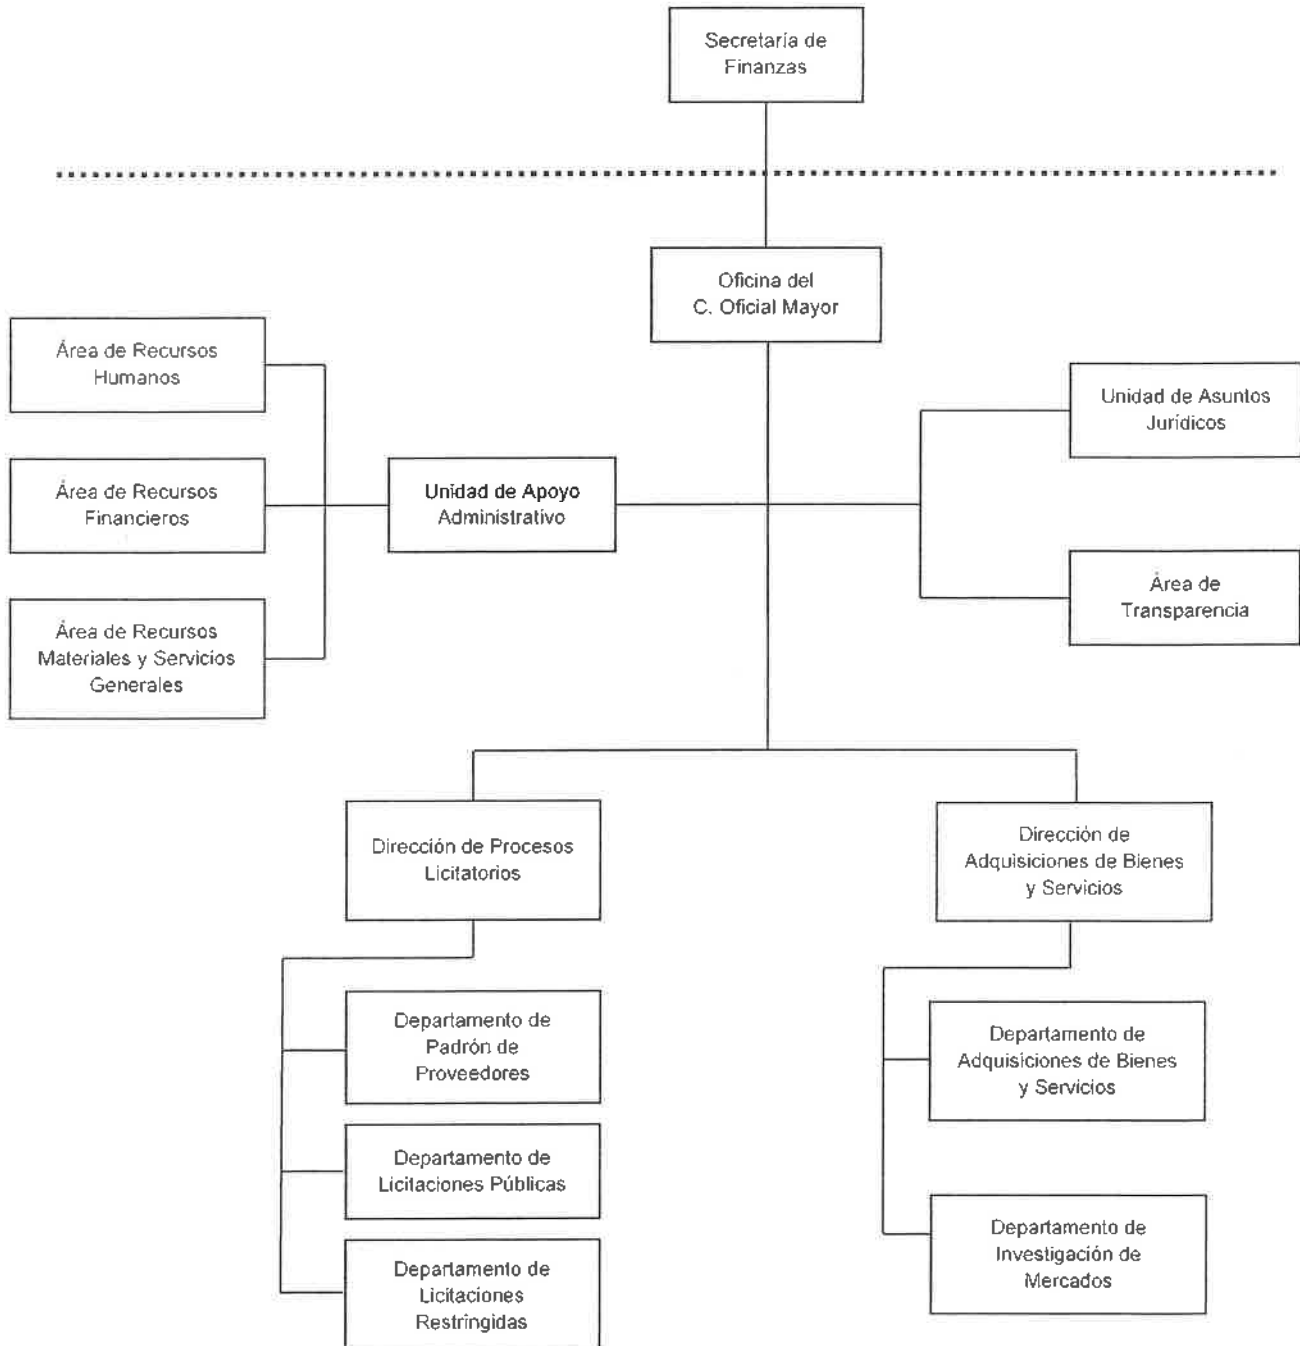 Secretaría de
Finanzas
Oficina del
C. Oficial Mayor
Área de Recursos
Humanos
Área de Recursos
Financieros
Área de Recursos
Materiales y Servicios
Generales
Unidad de Apoyo
Administrativo
Unidad de Asuntos
Jurídicos
Área de
Transparencia
Dirección de Procesos
Licitatorios
Departamento de
Padrón de
Proveedores
Departamento de
Licitaciones Públicas
Departamento de
Licitaciones
Restringidas
Dirección de
Adquisiciones de Bienes
y Servicios
Departamento de
Adquisiciones de Bienes
y Servicios
Departamento de
Investigación de
Mercados